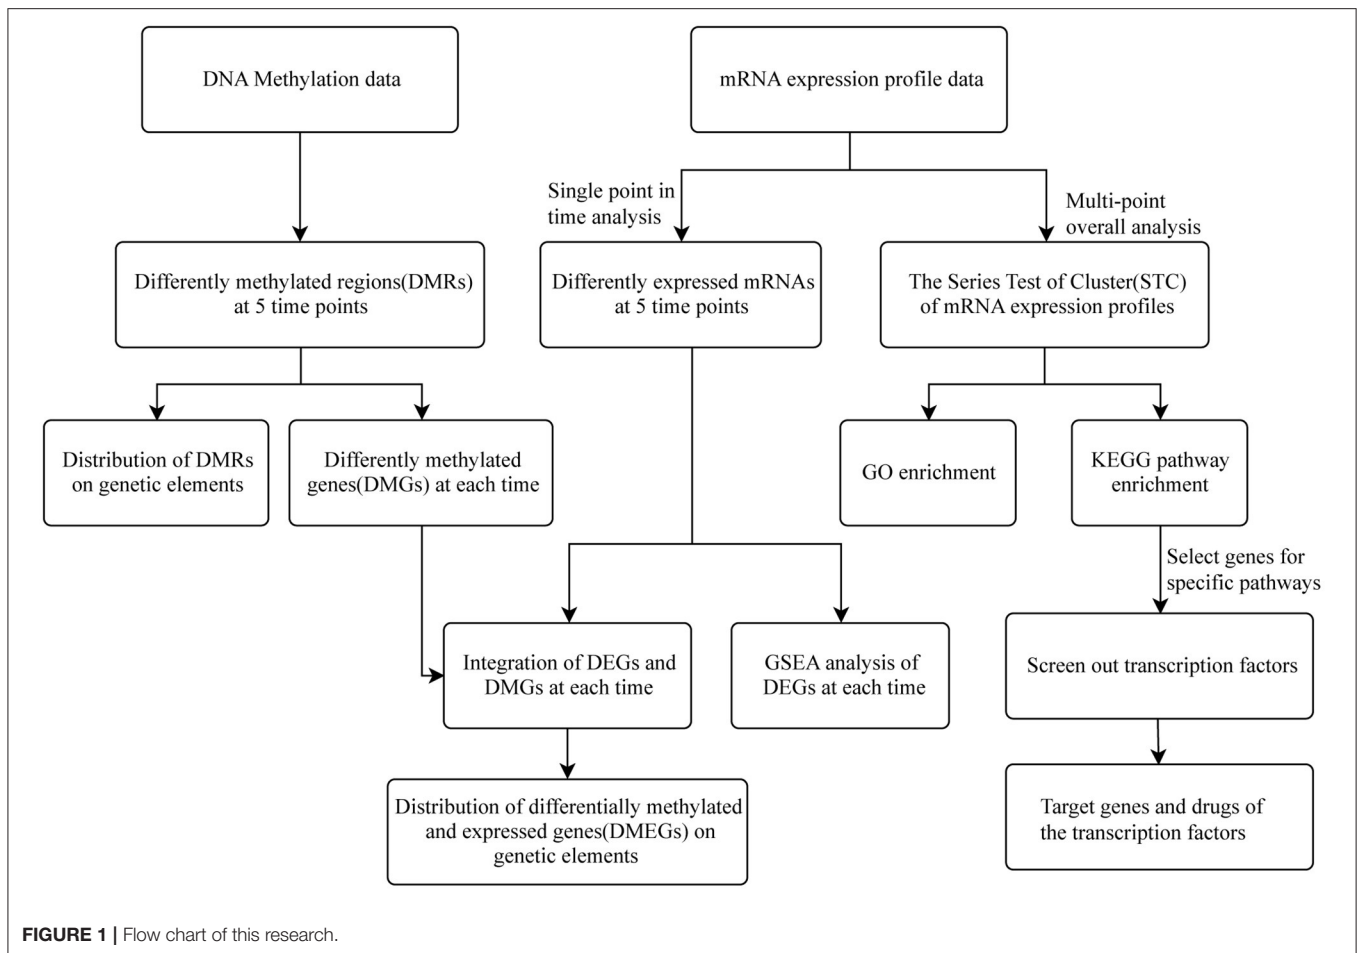 DNA Methylation data
mRNA expression profile data
Single point in
time analysis
Multi-point
overall analysis
Differently methylated regions(DMRs)
at 5 time points
Differently expressed mRNAs
at 5 time points
The Series Test of Cluster(STC)
of mRNA expression profiles
Distribution of DMRs
on genetic elements
Differently methylated
genes(DMGs) at each time
GO enrichment
KEGG pathway
enrichment
Select genes for
specific pathways
Integration of DEGs and
DMGs at each time
GSEA analysis of
DEGs at each time
Screen out transcription factors
Distribution of differentially methylated
and expressed genes(DMEGs) on
genetic elements
Target genes and drugs of
the transcription factors
FIGURE 1 | Flow chart of this research.